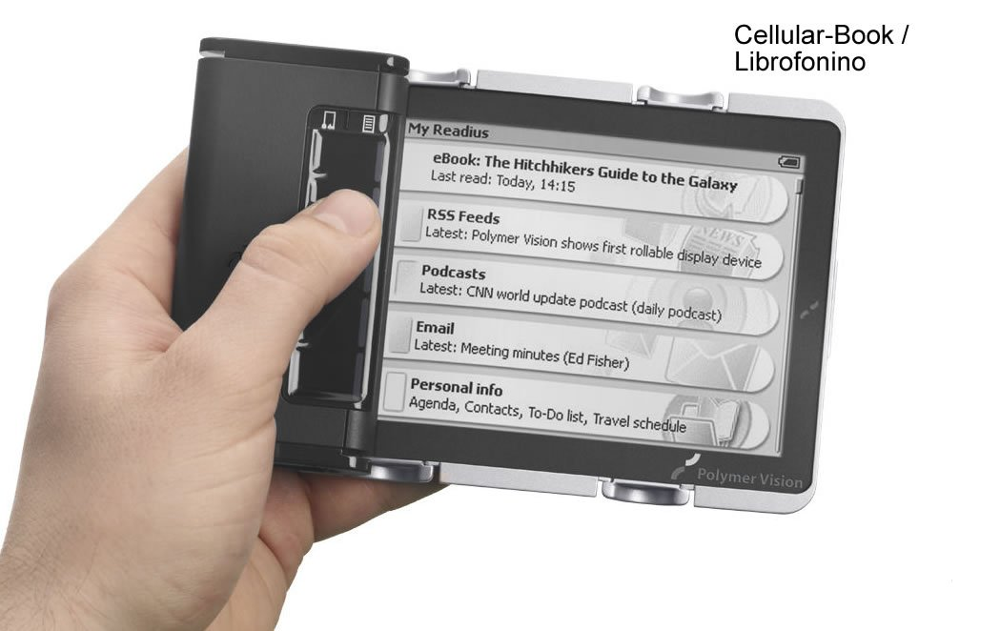 Cellular-Book /
Librofonino
My Readius
eBook: The Hitchhikers Guide to the Galaxy
Last read: Today, 14:15
RSS Feeds
Latest: Polymer Vision shows first rollable display device
NEWS
Podcasts
Latest: CNN world update podcast (daily podcast)
Email
Latest: Meeting minutes (Ed Fisher)
Personal info
Agenda, Contacts, To-Do list, Travel schedule
Polymer Vision